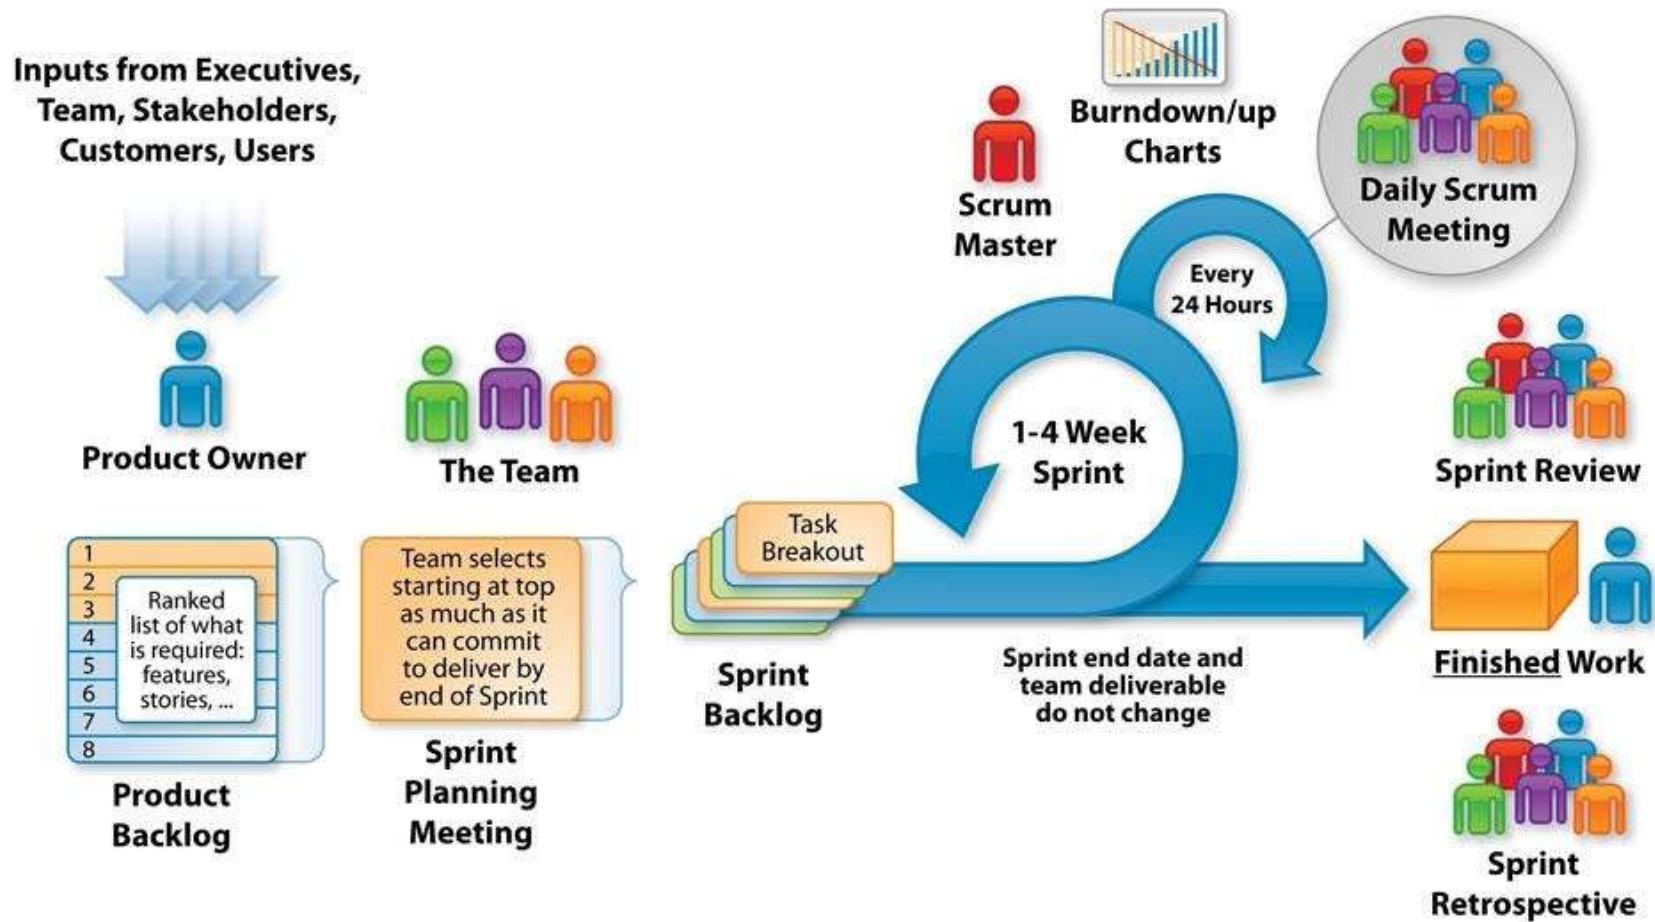 Inputs from Executives,
Team, Stakeholders,
Customers, Users
Product Owner
The Team
1
2
3
4
5
6
7
8
Ranked
list of what
is required:
features,
stories, ...
Product
Backlog
Team selects
starting at top
as much as it
can commit
to deliver by
end of Sprint
Sprint
Planning
Meeting
Task
Breakout
Sprint
Backlog
Scrum
Master
Burndown/up
Charts
Daily Scrum
Meeting
Every
24 Hours
1-4 Week
Sprint
Sprint end date and
team deliverable
do not change
Sprint Review
Finished Work
Sprint
Retrospective